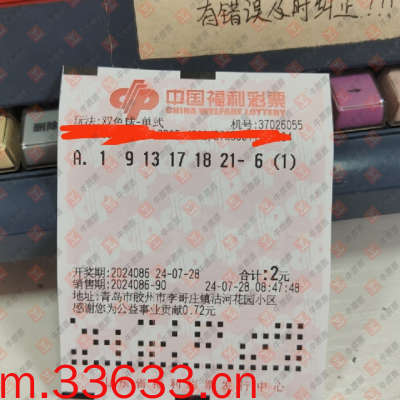 有错误及时纠正!!!
删除
中国福利彩票
CHINA WELFARE LOTTERY
玩法:双色球-单式 机号:37026055
A. 1 9 13 17 18 21- 6 (1)
开奖期:2024086 24-07-28 合计:2元
销售期:2024086-90 24-07-28 08:47:48
地址:青岛市胶州市李哥庄镇沽河花园小区
感谢您为公益事业贡献0.72元
m.33633.cn